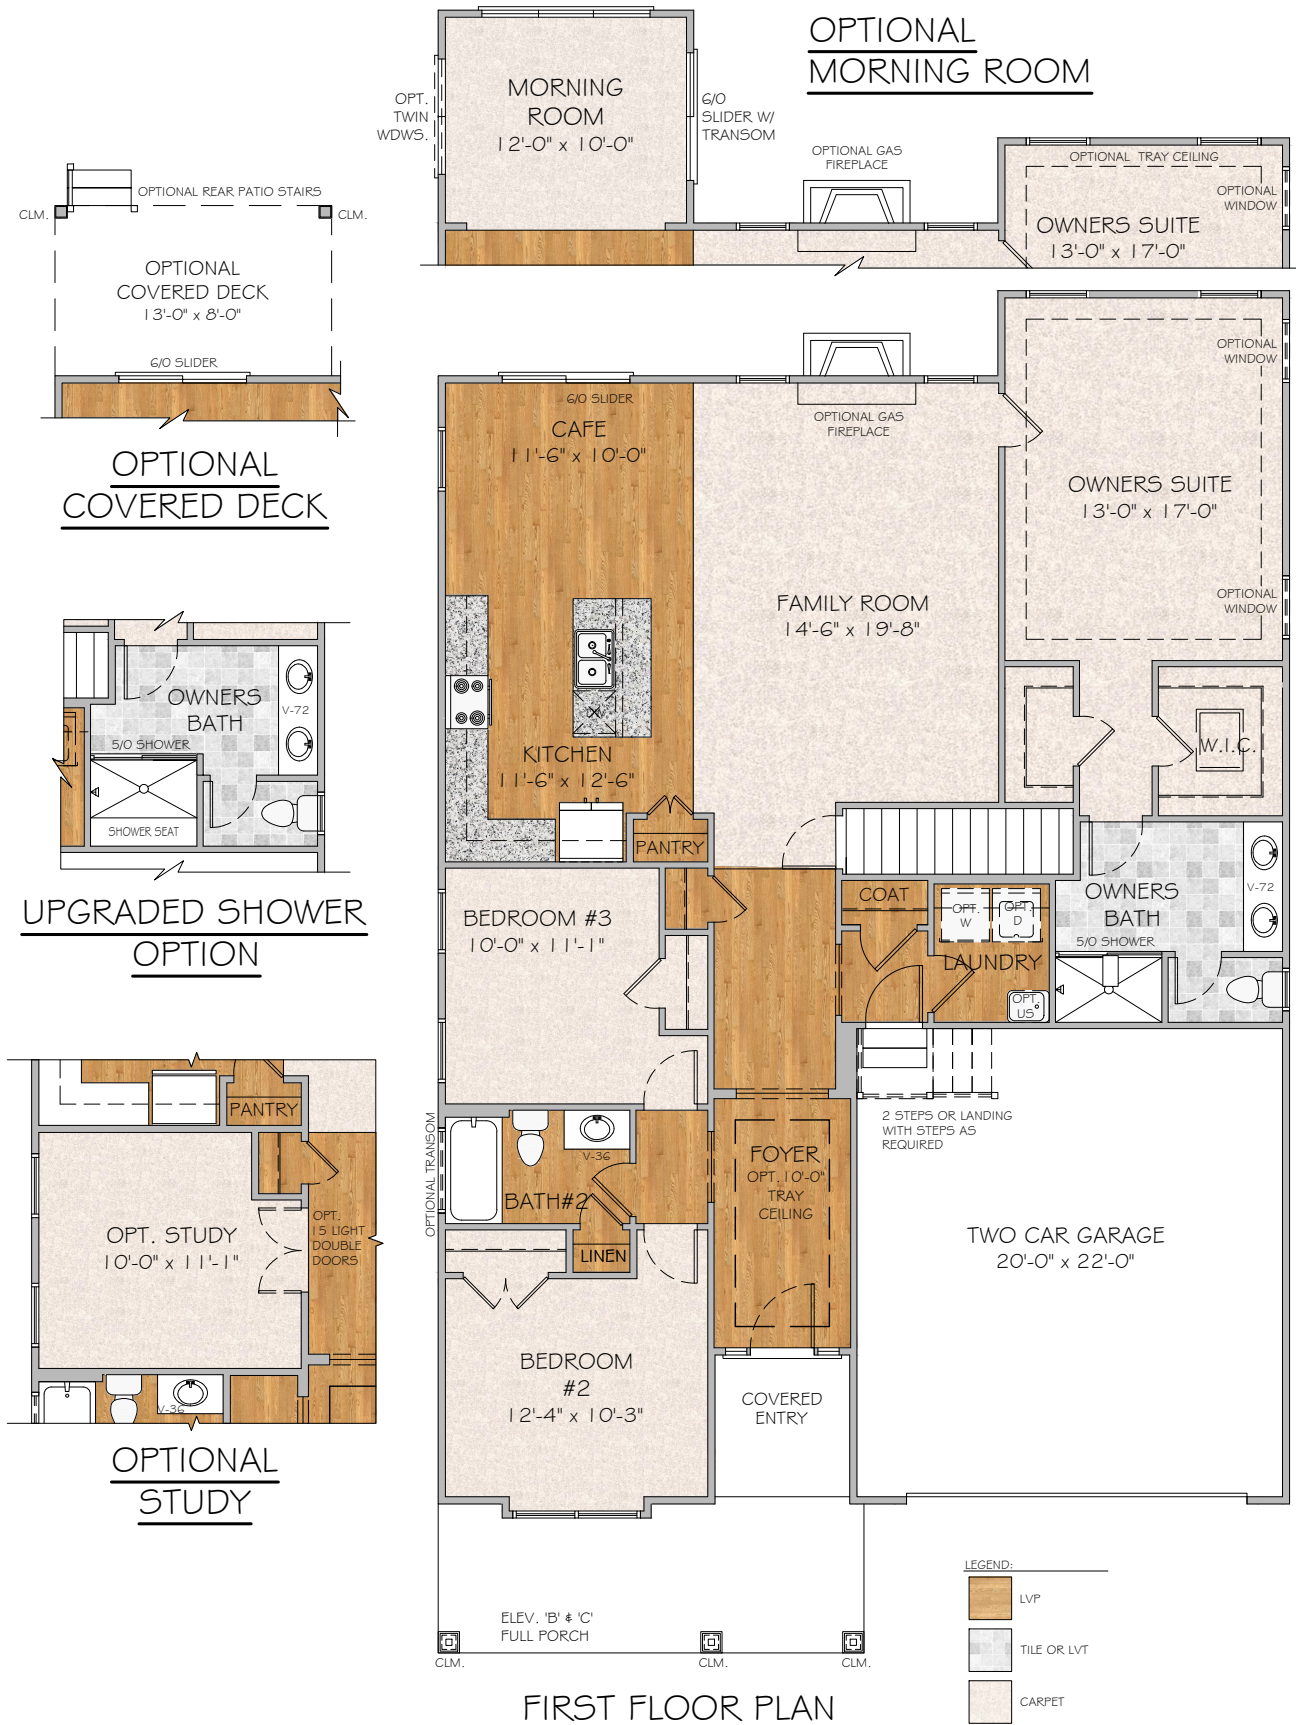 OPTIONAL
MORNING ROOM
MORNING
ROOM
12'-0" x 10'-0"
OPT.
TWIN
WDWS.
6/0
SLIDER W/
TRANSOM
OPTIONAL GAS
FIREPLACE
OPTIONAL TRAY CEILING
OPTIONAL
WINDOW
OWNERS SUITE
13'-0" x 17'-0"
OPTIONAL REAR PATIO STAIRS
CLM.
CLM.
OPTIONAL
COVERED DECK
13'-0" x 8'-0"
6/0 SLIDER
OPTIONAL
COVERED DECK
OWNERS
BATH
V-72
5/0 SHOWER
SHOWER SEAT
UPGRADED SHOWER
OPTION
PANTRY
OPT. STUDY
10'-0" x 11'-1"
OPT.
15 LIGHT
DOUBLE
DOORS
V-36
OPTIONAL
STUDY
6/0 SLIDER
CAFE
11'-6" x 10'-0"
OPTIONAL GAS
FIREPLACE
OPTIONAL
WINDOW
OWNERS SUITE
13'-0" x 17'-0"
OPTIONAL
WINDOW
FAMILY ROOM
14'-6" x 19'-8"
KITCHEN
11'-6" x 12'-6"
DW
W.I.C.
PANTRY
BEDROOM #3
10'-0" x 11'-1"
COAT
OPT.
W
OPT.
D
LAUNDRY
OPT.
US
OWNERS
BATH
V-72
5/0 SHOWER
2 STEPS OR LANDING
WITH STEPS AS
REQUIRED
OPTIONAL TRANSOM
V-36
BATH#2
LINEN
FOYER
OPT. 10'-0"
TRAY
CEILING
TWO CAR GARAGE
20'-0" x 22'-0"
BEDROOM
#2
12'-4" x 10'-3"
COVERED
ENTRY
ELEV. 'B' & 'C'
FULL PORCH
CLM.
CLM.
CLM.
LEGEND:
LVP
TILE OR LVT
CARPET
FIRST FLOOR PLAN